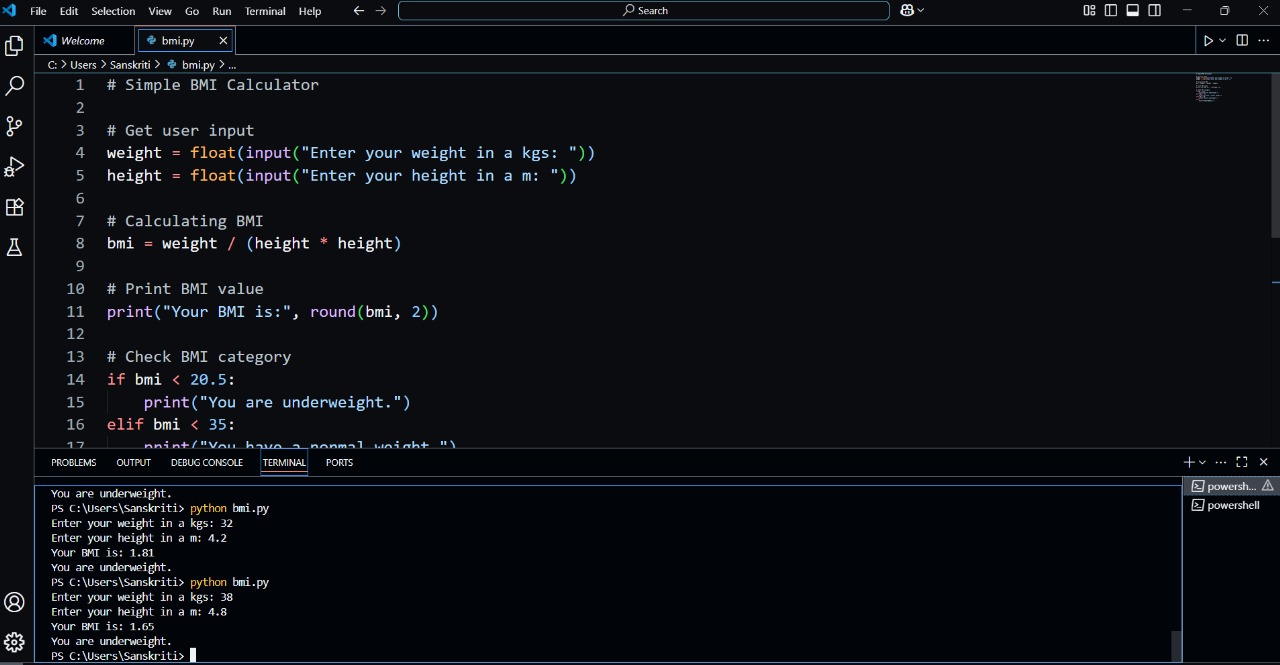 File Edit Selection View Go Run Terminal Help Search
Welcome bmi.py
C: > Users > Sanskriti > bmi.py > ...
1 # Simple BMI Calculator
2
3 # Get user input
4 weight = float(input("Enter your weight in a kgs: "))
5 height = float(input("Enter your height in a m: "))
6
7 # Calculating BMI
8 bmi = weight / (height * height)
9
10 # Print BMI value
11 print("Your BMI is:", round(bmi, 2))
12
13 # Check BMI category
14 if bmi < 20.5:
15 print("You are underweight.")
16 elif bmi < 35:
17 print("You have a normal weight.")
PROBLEMS OUTPUT DEBUG CONSOLE TERMINAL PORTS
powersh...
powershell
You are underweight.
PS C:\Users\Sanskriti> python bmi.py
Enter your weight in a kgs: 32
Enter your height in a m: 4.2
Your BMI is: 1.81
You are underweight.
PS C:\Users\Sanskriti> python bmi.py
Enter your weight in a kgs: 38
Enter your height in a m: 4.8
Your BMI is: 1.65
You are underweight.
PS C:\Users\Sanskriti>